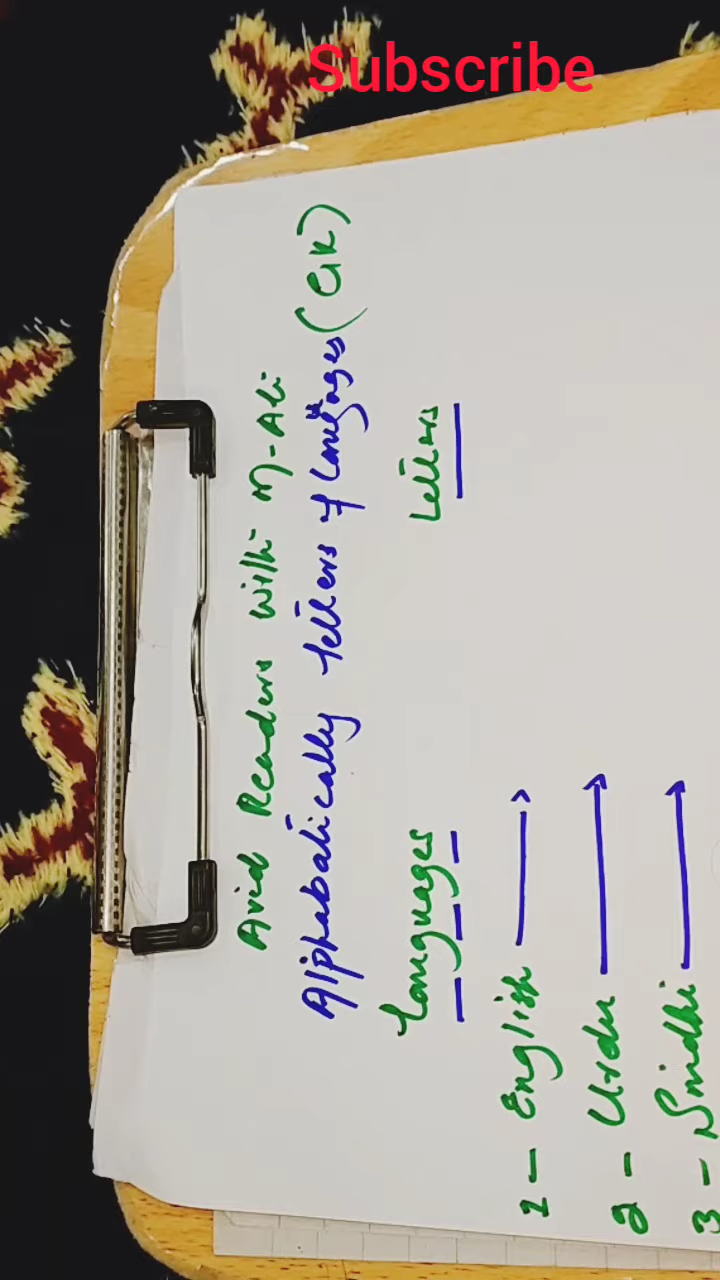 Subscribe
Avid Readers with M-Ali
Alphabatically letters of languages (GK)
Languages Letters
1- English →
2- Urdu →
3- Sindhi →